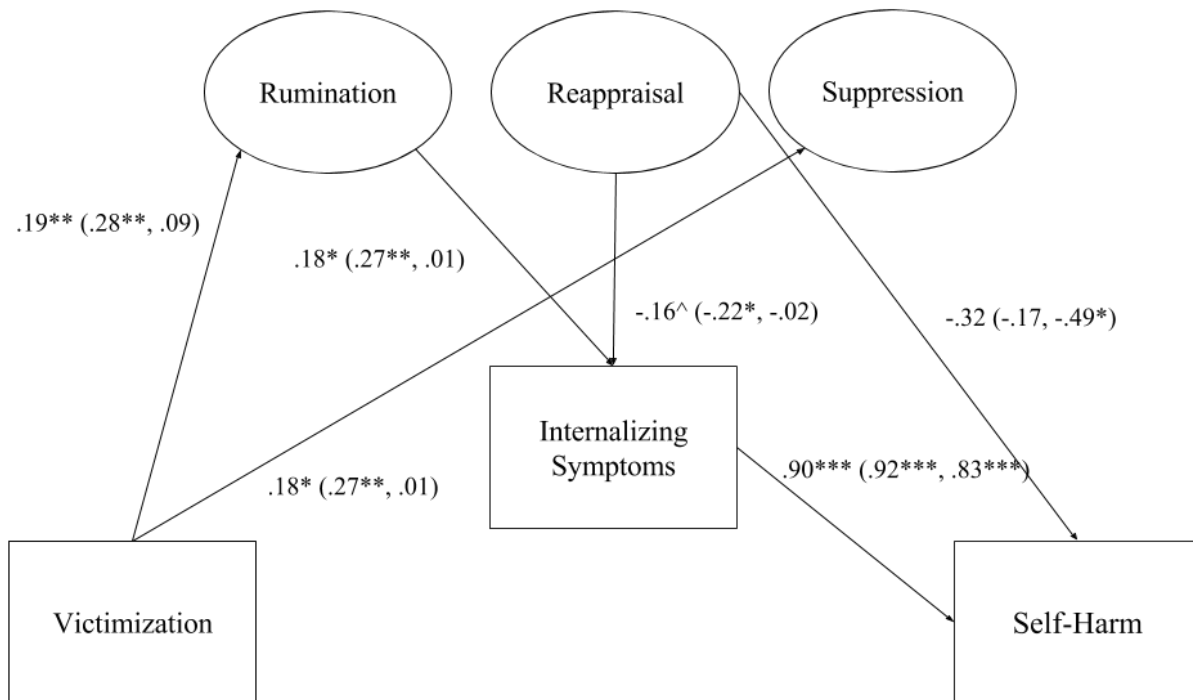 Rumination
Reappraisal
Suppression
.19** (.28**, .09)
.18* (.27**, .01)
-.16^ (-.22*, -.02)
-.32 (-.17, -.49*)
Internalizing
Symptoms
.90*** (.92***, .83***)
.18* (.27**, .01)
Victimization
Self-Harm